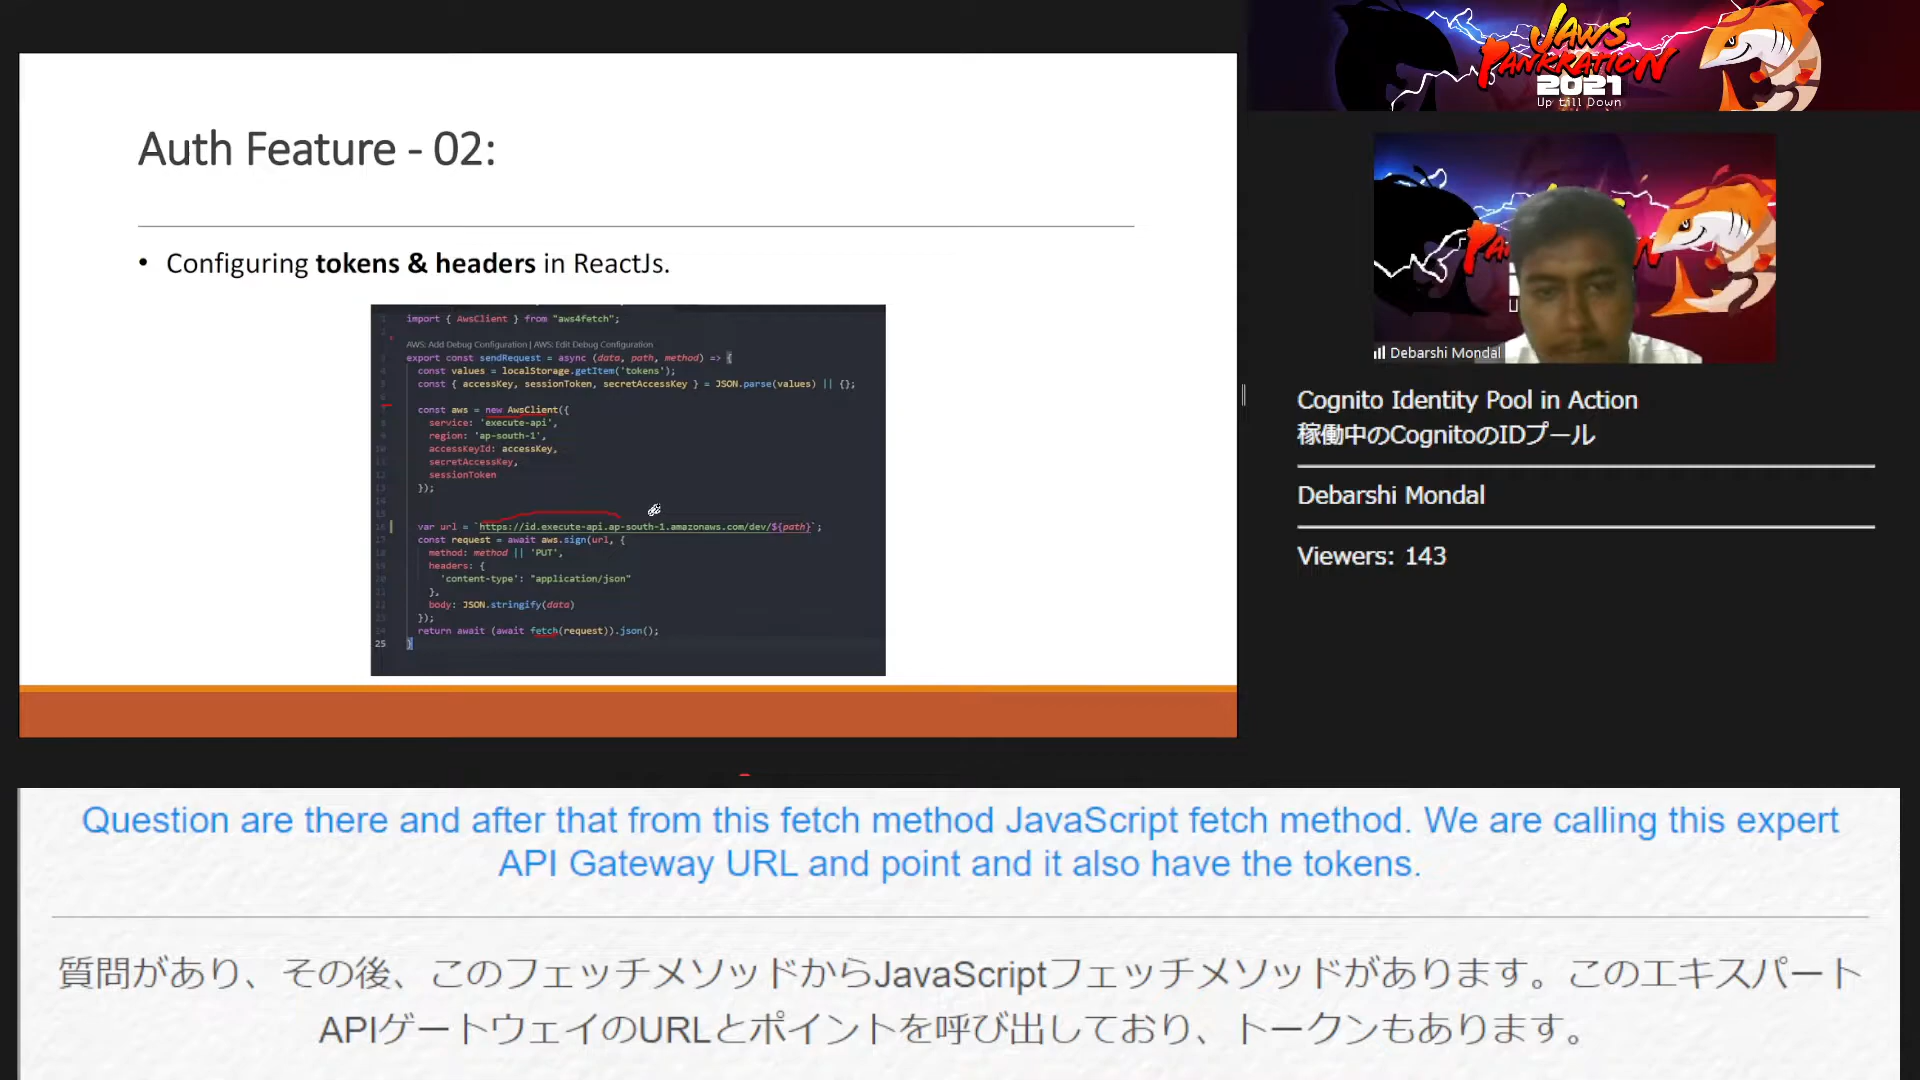 Auth Feature - 02:
• Configuring tokens & headers in ReactJs.
import { AwsClient } from "aws4fetch";
AWS: Add Debug Configuration | AWS: Edit Debug Configuration
export const sendRequest = async (data, path, method) => {
const values = localStorage.getItem('tokens');
const { accessKey, sessionToken, secretAccessKey } = JSON.parse(values) || {};
const aws = new AwsClient({
service: 'execute-api',
region: 'ap-south-1',
accessKeyId: accessKey,
secretAccessKey,
sessionToken
});
var url = `https://id.execute-api.ap-south-1.amazonaws.com/dev/${path}`;
const request = await aws.sign(url, {
method: method || 'PUT',
headers: {
'content-type': "application/json"
},
body: JSON.stringify(data)
});
return await (await fetch(request)).json();
25 }
JAWS
PANKRATION
2021
Up till Down
Debarshi Mondal
Cognito Identity Pool in Action
稼働中のCognitoのIDプール
Debarshi Mondal
Viewers: 143
Question are there and after that from this fetch method JavaScript fetch method. We are calling this expert
API Gateway URL and point and it also have the tokens.
質問があり、その後、このフェッチメソッドからJavaScriptフェッチメソッドがあります。このエキスパート
APIゲートウェイのURLとポイントを呼び出しており、トークンもあります。